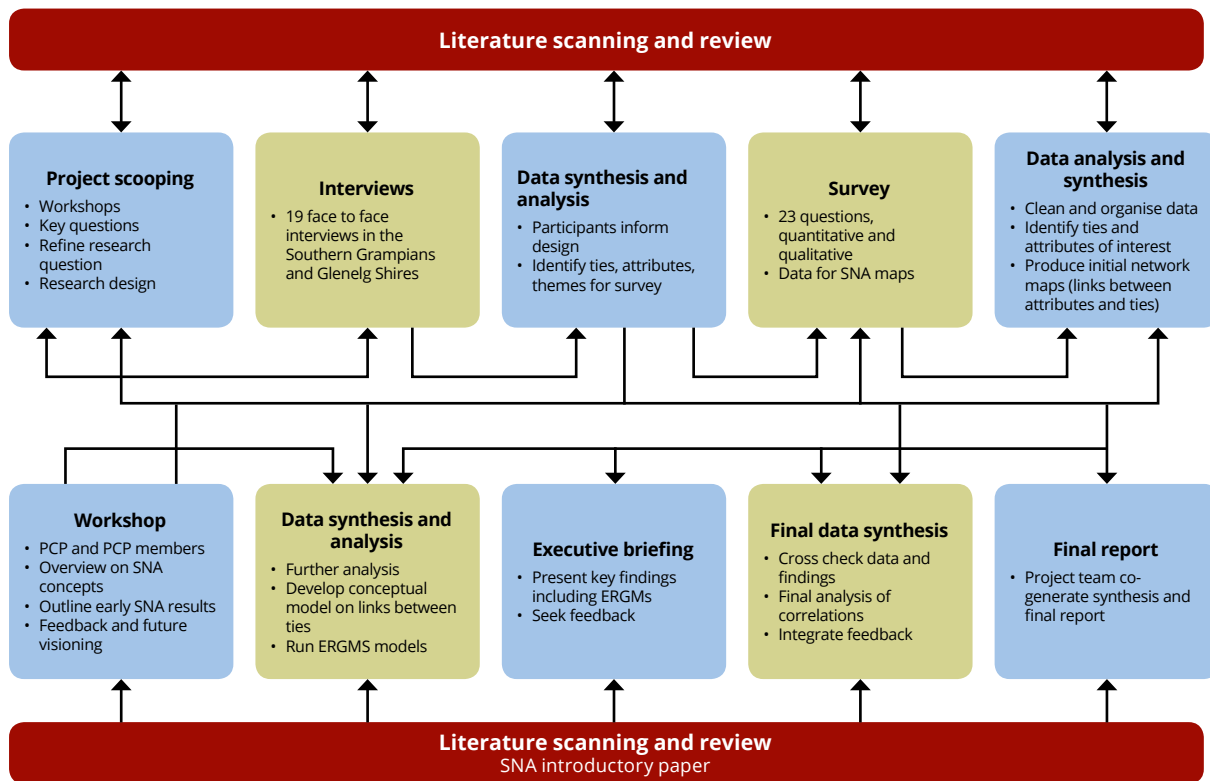 Literature scanning and review
Project scooping
• Workshops
• Key questions
• Refine research
question
• Research design
Interviews
• 19 face to face
interviews in the
Southern Grampians
and Glenelg Shires
Data synthesis and
analysis
• Participants inform
design
• Identify ties, attributes,
themes for survey
Survey
• 23 questions,
quantitative and
qualitative
• Data for SNA maps
Data analysis and
synthesis
• Clean and organise data
• Identify ties and
attributes of interest
• Produce initial network
maps (links between
attributes and ties)
Workshop
• PCP and PCP members
• Overview on SNA
concepts
• Outline early SNA results
• Feedback and future
visioning
Data synthesis and
analysis
• Further analysis
• Develop conceptual
model on links between
ties
• Run ERGMS models
Executive briefing
• Present key findings
including ERGMs
• Seek feedback
Final data synthesis
• Cross check data and
findings
• Final analysis of
correlations
• Integrate feedback
Final report
• Project team co-
generate synthesis and
final report
Literature scanning and review
SNA introductory paper